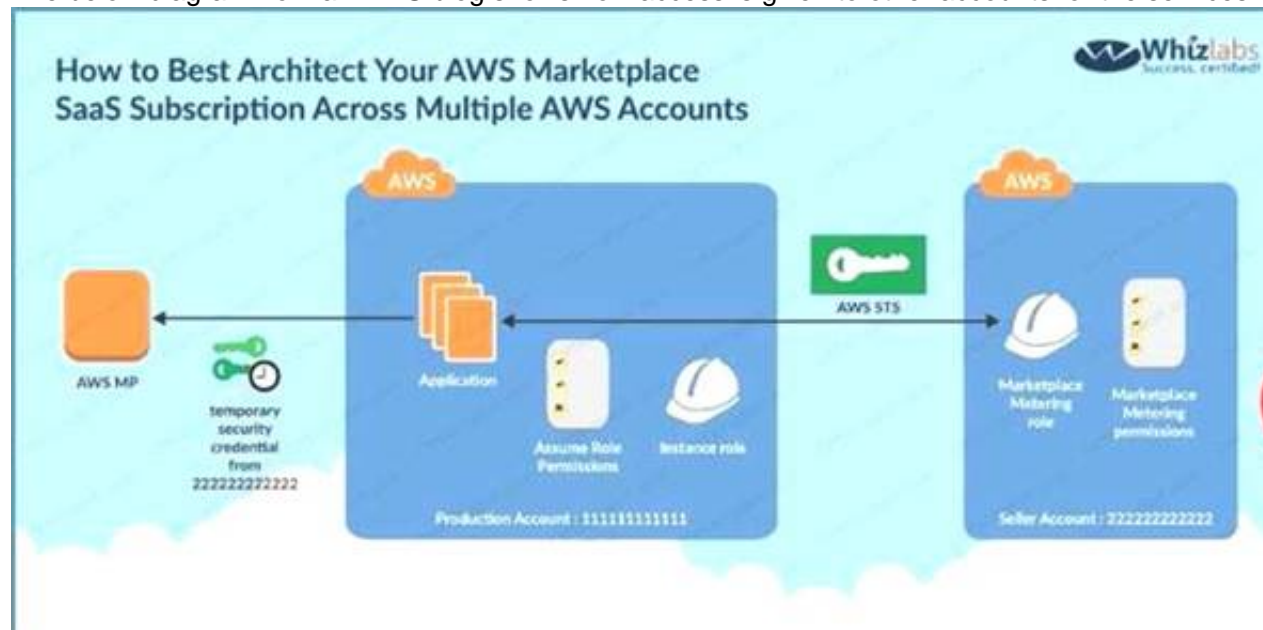 How to Best Architect Your AWS Marketplace
SaaS Subscription Across Multiple AWS Accounts
Whizlabs
Success. certified!
AWS
AWS
AWS STS
AWS MP
temporary
security
credential
from
222222222222
Application
Assume Role
Permissions
Instance role
Production Account : 111111111111
Marketplace
Metering
role
Marketplace
Metering
permissions
Seller Account : 222222222222